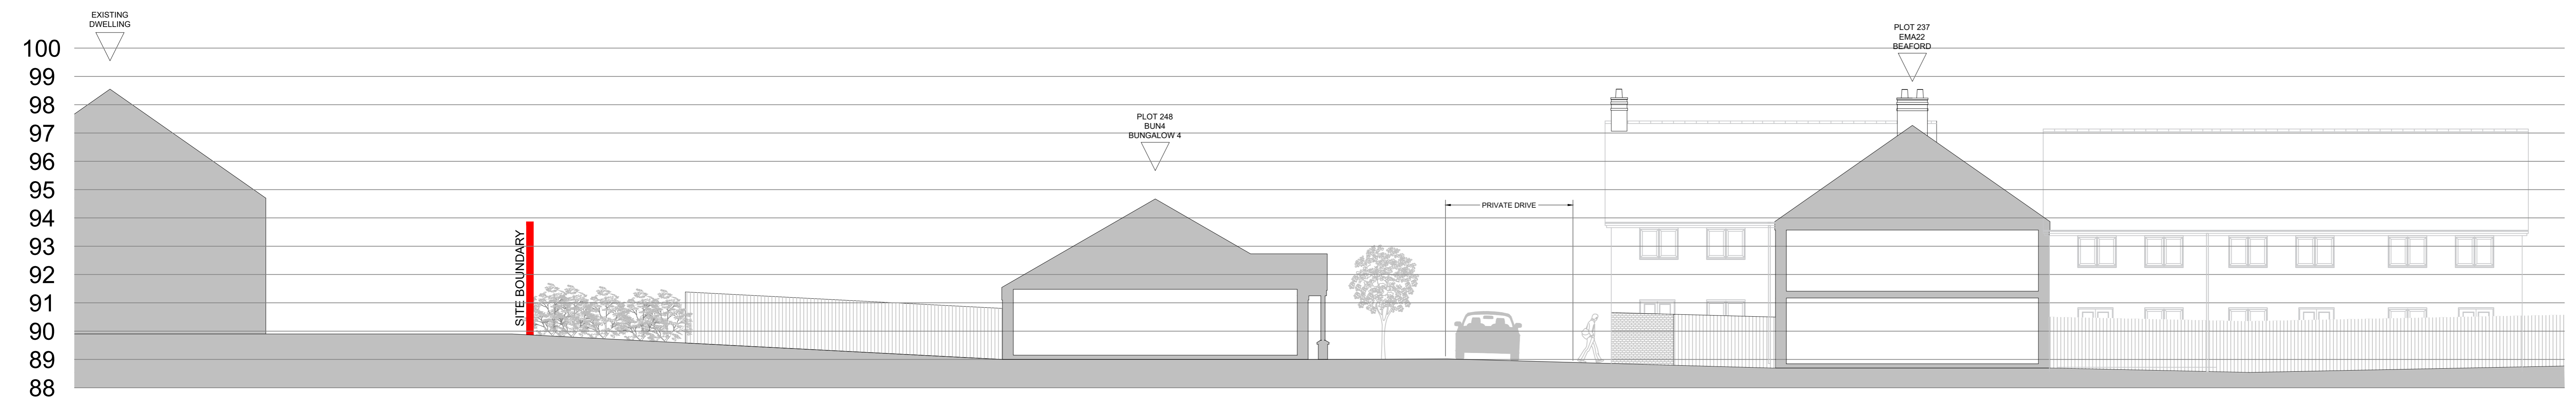 EXISTING
DWELLING
PLOT 237
EMA22
BEAFORD
100
99
98
97
PLOT 248
BUN4
BUNGALOW 4
96
95
94
PRIVATE DRIVE
93
92
SITE BOUNDARY
91
90
89
88